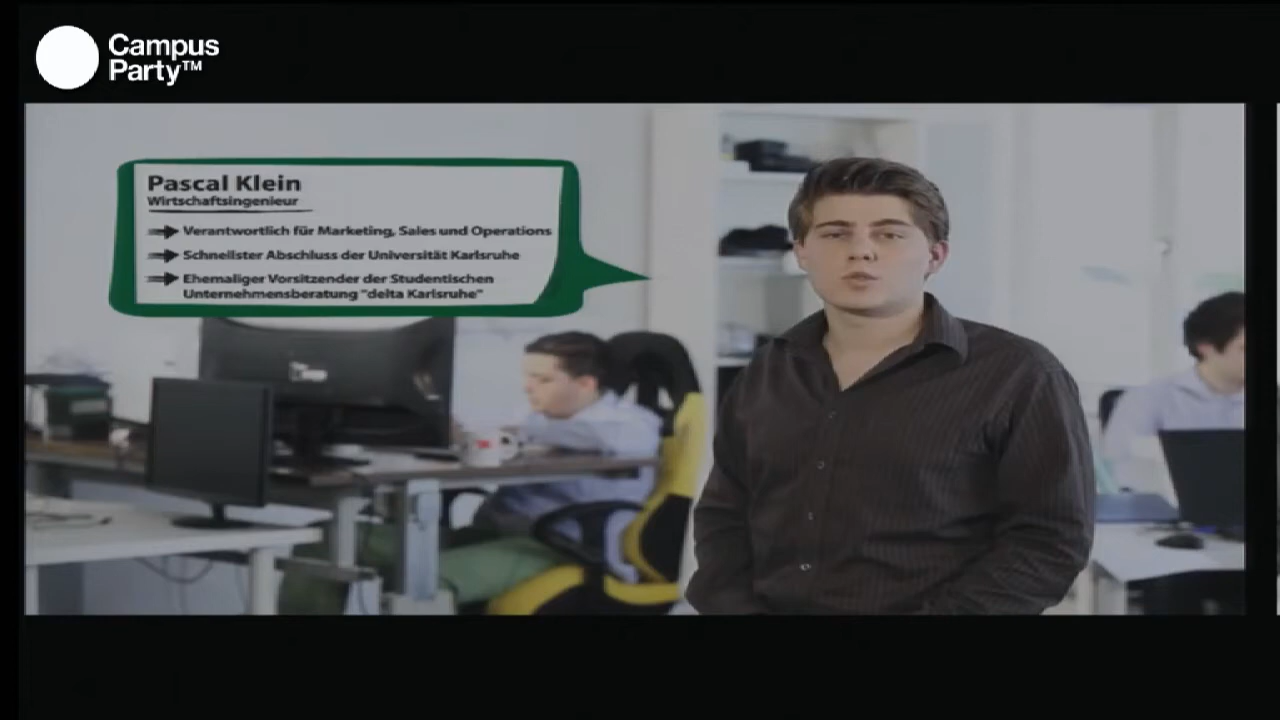 Campus
Party™
Pascal Klein
Wirtschaftsingenieur
Verantwortlich für Marketing, Sales und Operations
Schnellster Abschluss der Universität Karlsruhe
Ehemaliger Vorsitzender der Studentischen
Unternehmensberatung "delta Karlsruhe"